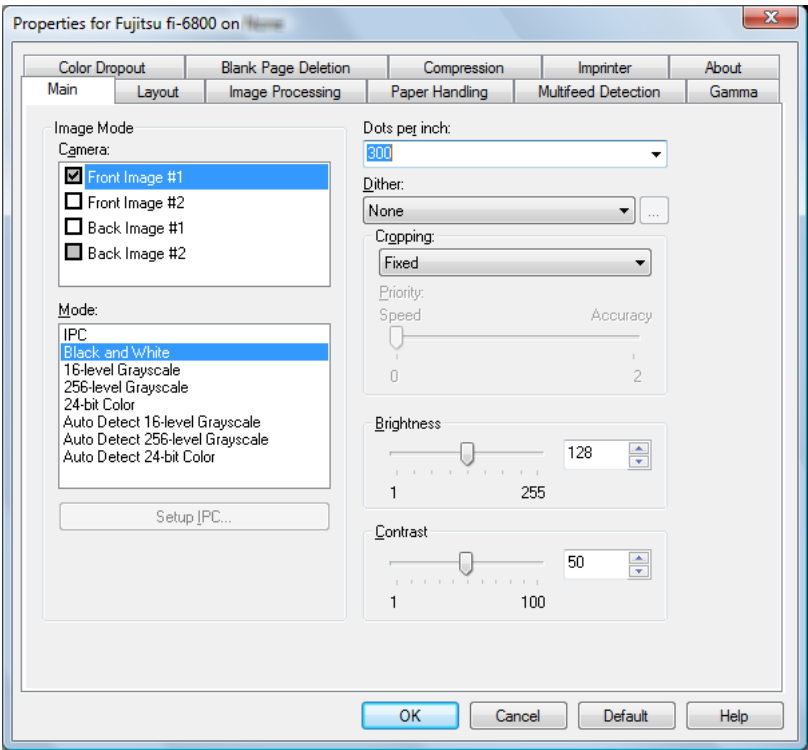 Properties for Fujitsu fi-6800 on
Color Dropout Blank Page Deletion Compression Imprinter About
Main Layout Image Processing Paper Handling Multifeed Detection Gamma
Image Mode
Camera:
Front Image #1
Front Image #2
Back Image #1
Back Image #2
Mode:
IPC
Black and White
16-level Grayscale
256-level Grayscale
24-bit Color
Auto Detect 16-level Grayscale
Auto Detect 256-level Grayscale
Auto Detect 24-bit Color
Setup IPC...
Dots per inch:
300
Dither:
None ...
Cropping:
Fixed
Priority:
Speed Accuracy
0 2
Brightness
128
1 255
Contrast
50
1 100
OK Cancel Default Help